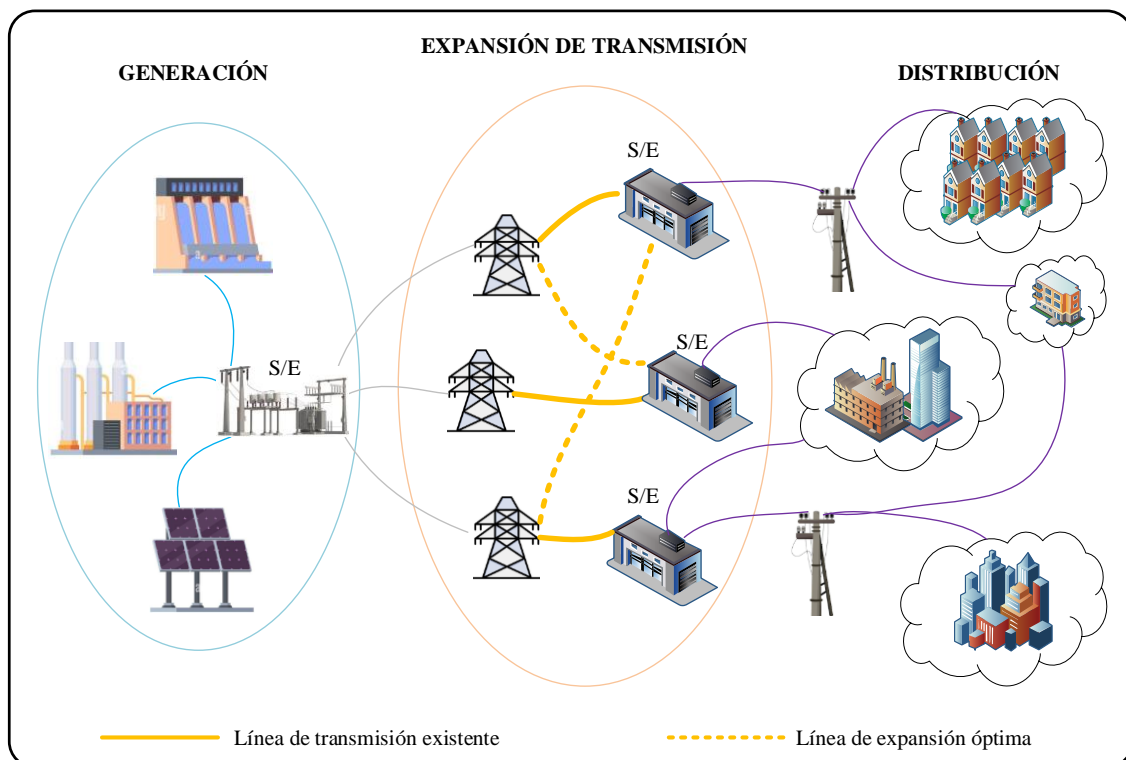 EXPANSIÓN DE TRANSMISIÓN
GENERACIÓN
DISTRIBUCIÓN
S/E
S/E
S/E
S/E
Línea de transmisión existente
Línea de expansión óptima